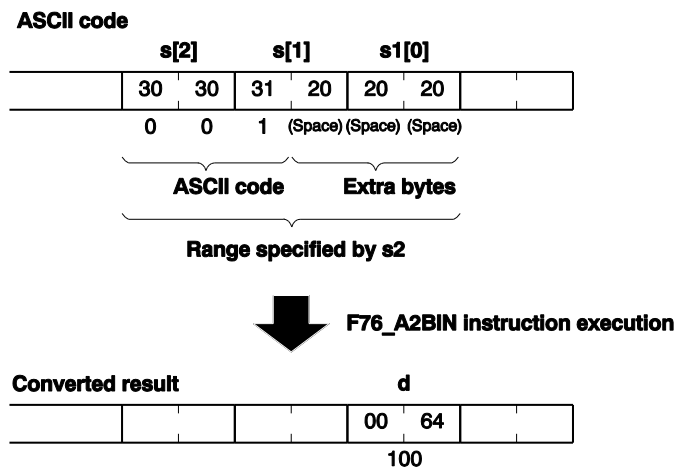 ASCII code
s[2] s[1] s1[0]
30 30 31 20 20 20
0 0 1 (Space) (Space) (Space)
ASCII code Extra bytes
Range specified by s2
F76_A2BIN instruction execution
Converted result d
00 64
100